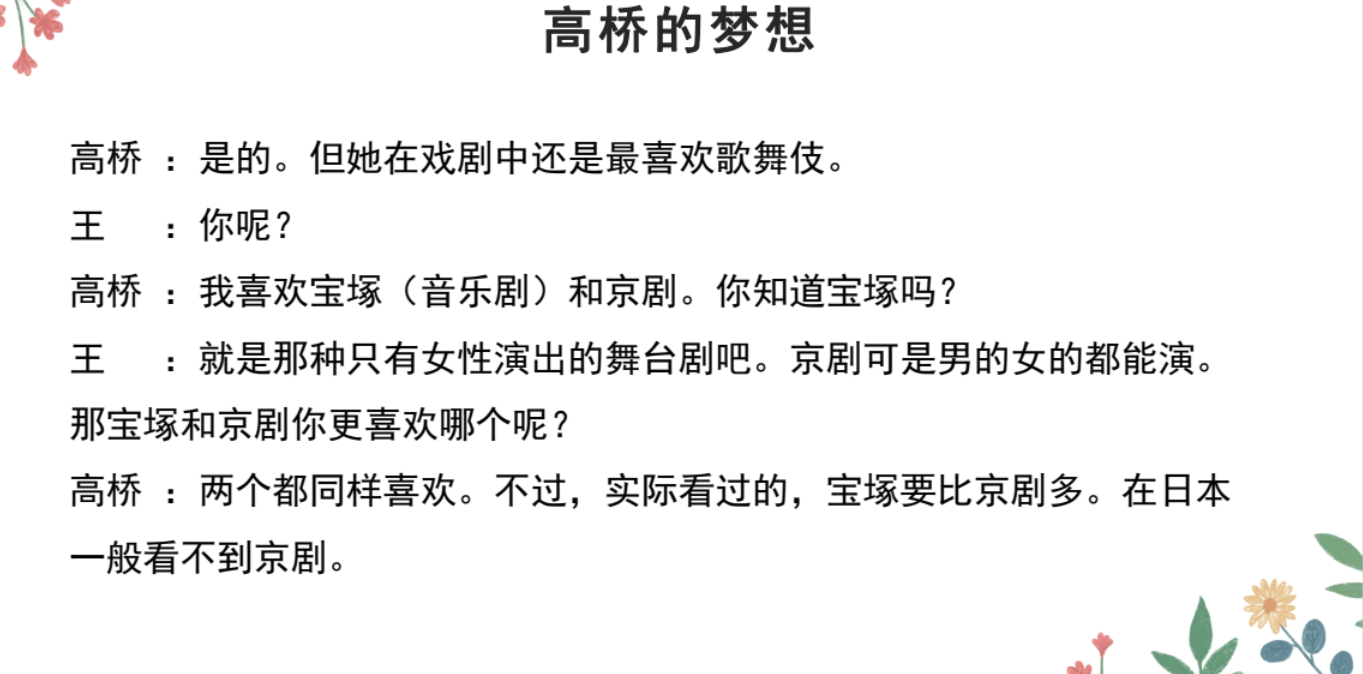 高桥的梦想
高桥 ：是的。但她在戏剧中还是最喜欢歌舞伎。
王 ：你呢？
高桥 ：我喜欢宝塚（音乐剧）和京剧。你知道宝塚吗？
王 ：就是那种只有女性演出的舞台剧吧。京剧可是男的女的都能演。
那宝塚和京剧你更喜欢哪个呢？
高桥 ：两个都同样喜欢。不过，实际看过的，宝塚要比京剧多。在日本
一般看不到京剧。